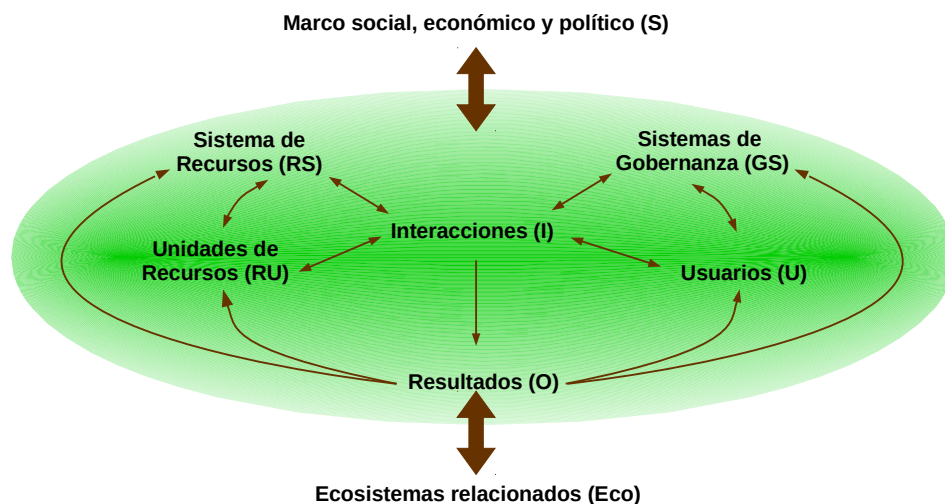 Marco social, económico y político (S)
Sistema de
Recursos (RS)
Sistemas de
Gobernanza (GS)
Interacciones (I)
Unidades de
Recursos (RU)
Usuarios (U)
Resultados (O)
Ecosistemas relacionados (Eco)